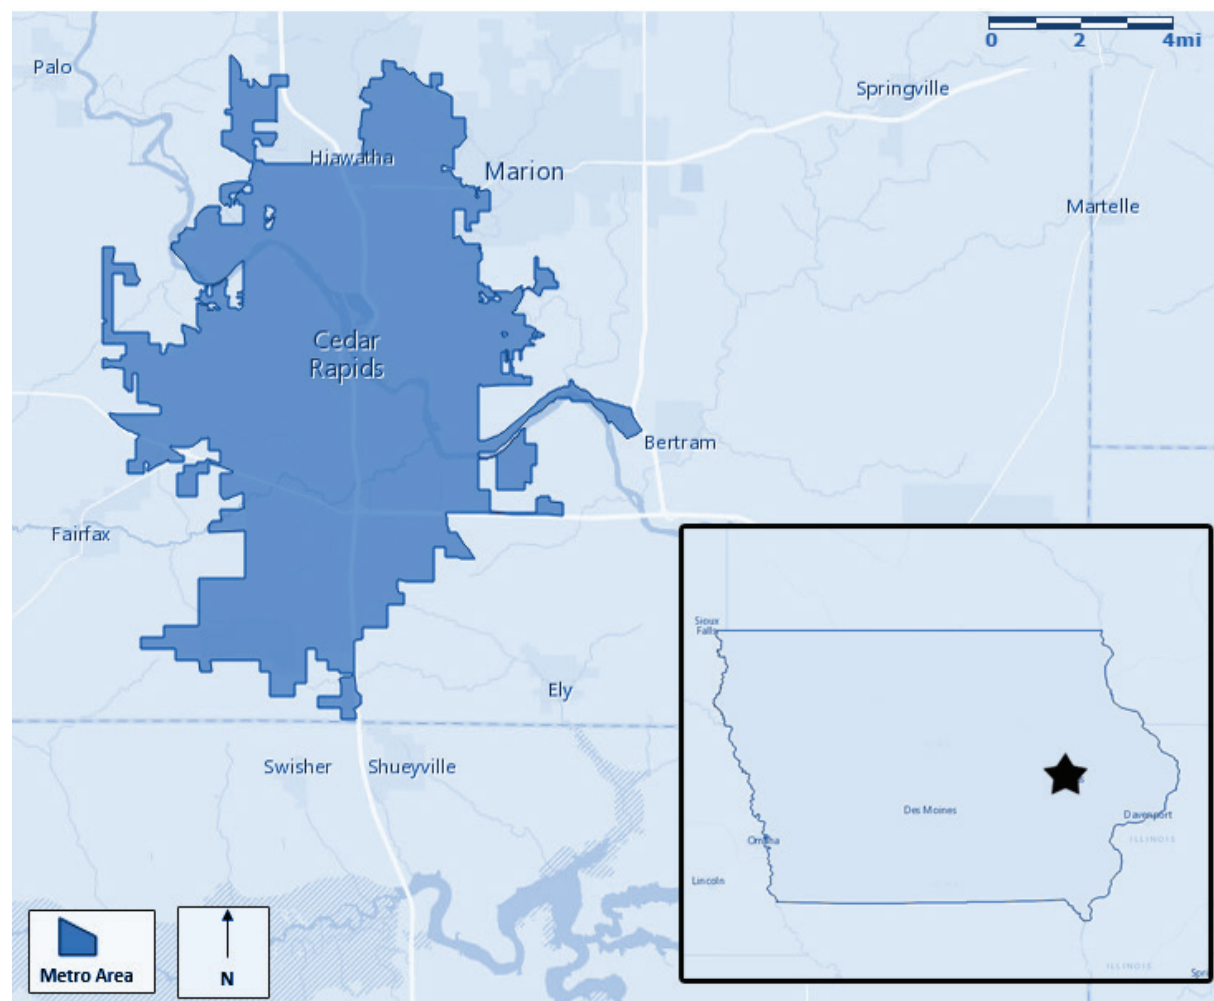 0 2 4mi
Palo
Springville
Hiawatha
Marion
Martelle
Cedar
Rapids
Bertram
Fairfax
Ely
Swisher Shueyville
Sioux
Falls
Des Moines
Davenport
Omaha
ILLINOIS
Lincoln
ILLINOIS
Metro Area
N